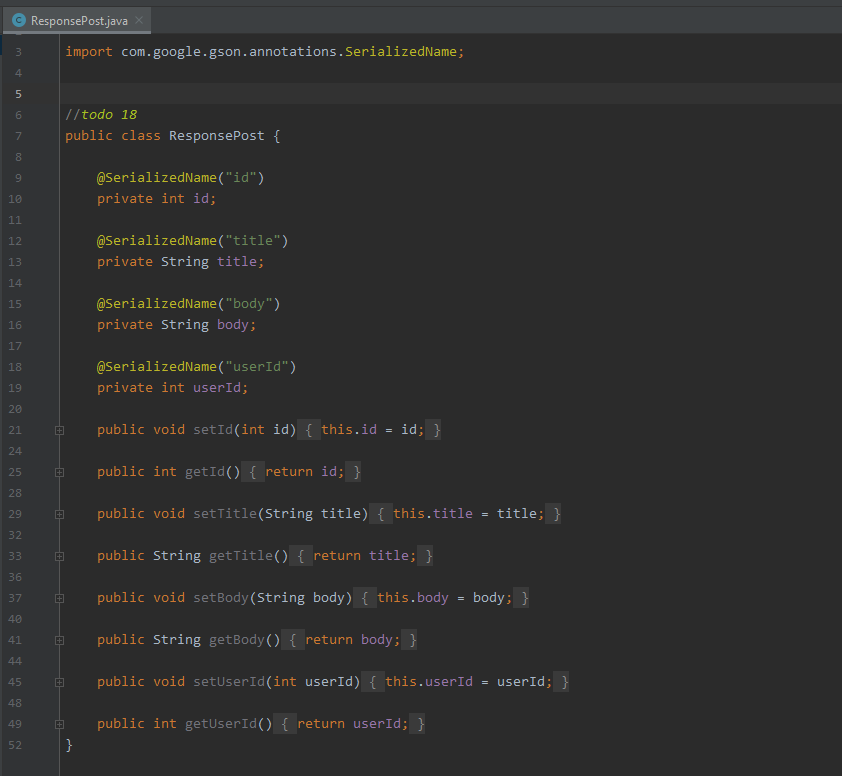 ResponsePost.java
3 import com.google.gson.annotations.SerializedName;
4
5
6 //todo 18
7 public class ResponsePost {
8
9 @SerializedName("id")
10 private int id;
11
12 @SerializedName("title")
13 private String title;
14
15 @SerializedName("body")
16 private String body;
17
18 @SerializedName("userId")
19 private int userId;
20
21 public void setId(int id) { this.id = id; }
24
25 public int getId() { return id; }
28
29 public void setTitle(String title) { this.title = title; }
32
33 public String getTitle() { return title; }
36
37 public void setBody(String body) { this.body = body; }
40
41 public String getBody() { return body; }
44
45 public void setUserId(int userId) { this.userId = userId; }
48
49 public int getUserId() { return userId; }
52 }